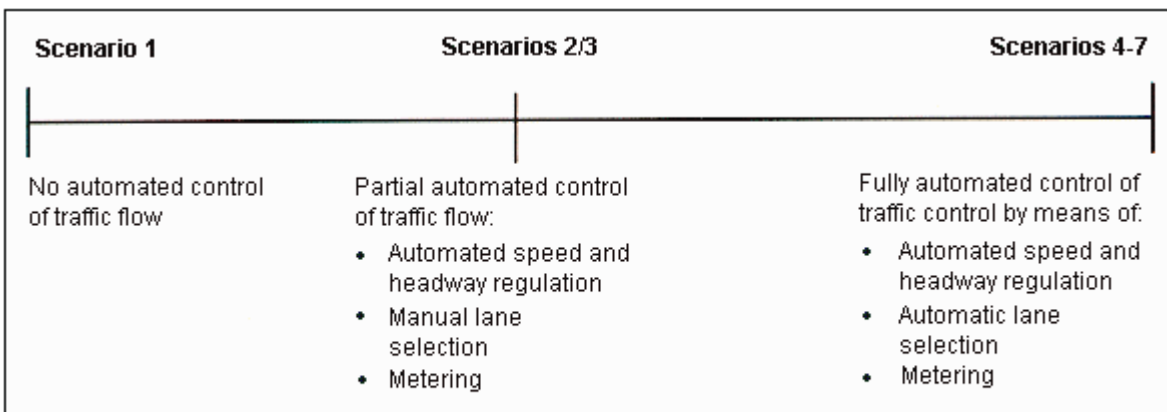 Scenario 1
Scenarios 2/3
Scenarios 4-7
No automated control
of traffic flow
Partial automated control
of traffic flow:
• Automated speed and
headway regulation
• Manual lane
selection
• Metering
Fully automated control of
traffic control by means of:
• Automated speed and
headway regulation
• Automatic lane
selection
• Metering